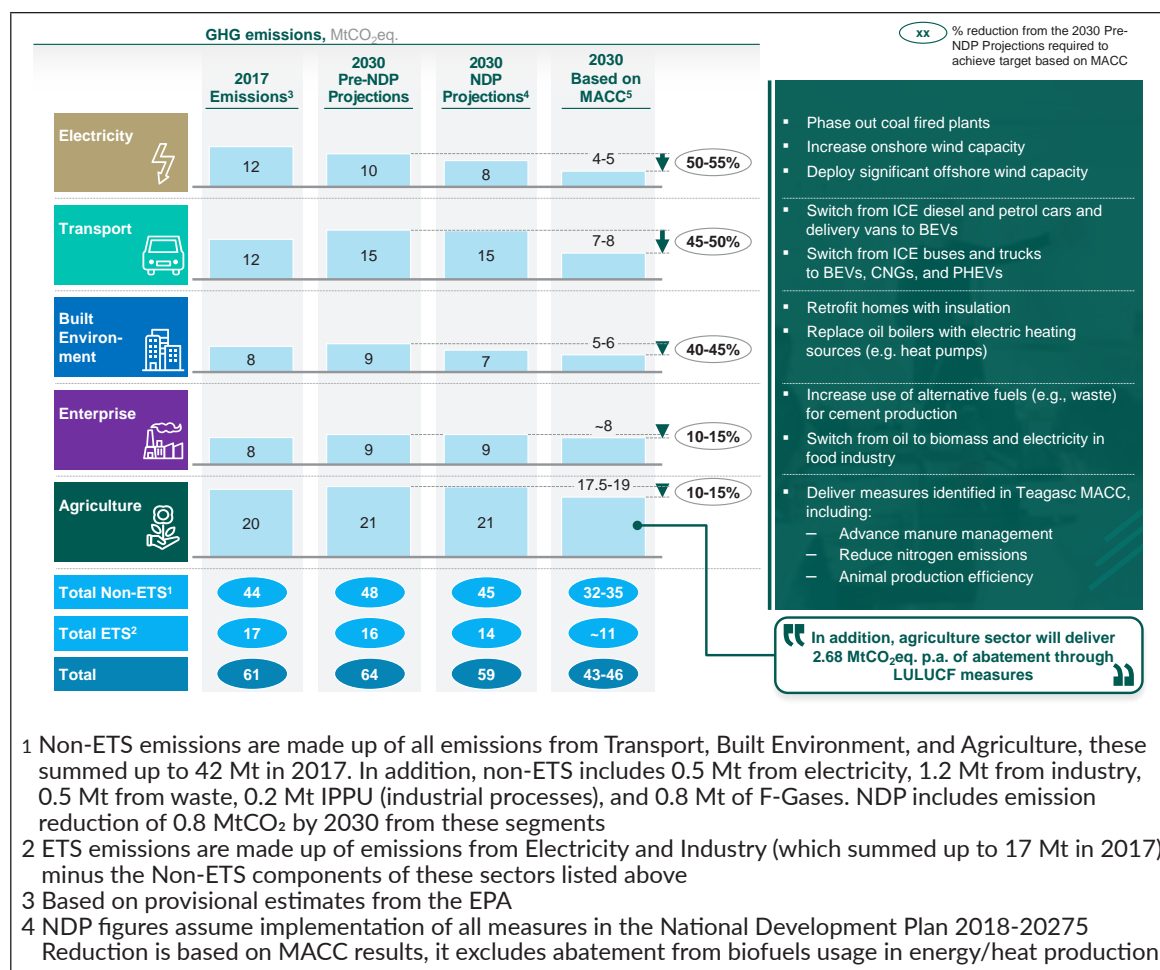 GHG emissions, MtCO₂eq.
xx
% reduction from the 2030 Pre-
NDP Projections required to
achieve target based on MACC
2017
Emissions³
2030
Pre-NDP
Projections
2030
NDP
Projections⁴
2030
Based on
MACC⁵
Electricity
12
10
8
4-5
50-55%
▪ Phase out coal fired plants
▪ Increase onshore wind capacity
▪ Deploy significant offshore wind capacity
Transport
12
15
15
7-8
45-50%
▪ Switch from ICE diesel and petrol cars and
delivery vans to BEVs
▪ Switch from ICE buses and trucks
to BEVs, CNGs, and PHEVs
Built
Environ-
ment
8
9
7
5-6
40-45%
▪ Retrofit homes with insulation
▪ Replace oil boilers with electric heating
sources (e.g. heat pumps)
Enterprise
8
9
9
~8
10-15%
▪ Increase use of alternative fuels (e.g., waste)
for cement production
▪ Switch from oil to biomass and electricity in
food industry
Agriculture
20
21
21
17.5-19
10-15%
▪ Deliver measures identified in Teagasc MACC,
including:
– Advance manure management
– Reduce nitrogen emissions
– Animal production efficiency
Total Non-ETS¹
44
48
45
32-35
Total ETS²
17
16
14
~11
Total
61
64
59
43-46
In addition, agriculture sector will deliver
2.68 MtCO₂eq. p.a. of abatement through
LULUCF measures
1 Non-ETS emissions are made up of all emissions from Transport, Built Environment, and Agriculture, these
summed up to 42 Mt in 2017. In addition, non-ETS includes 0.5 Mt from electricity, 1.2 Mt from industry,
0.5 Mt from waste, 0.2 Mt IPPU (industrial processes), and 0.8 Mt of F-Gases. NDP includes emission
reduction of 0.8 MtCO₂ by 2030 from these segments
2 ETS emissions are made up of emissions from Electricity and Industry (which summed up to 17 Mt in 2017)
minus the Non-ETS components of these sectors listed above
3 Based on provisional estimates from the EPA
4 NDP figures assume implementation of all measures in the National Development Plan 2018-20275
Reduction is based on MACC results, it excludes abatement from biofuels usage in energy/heat production